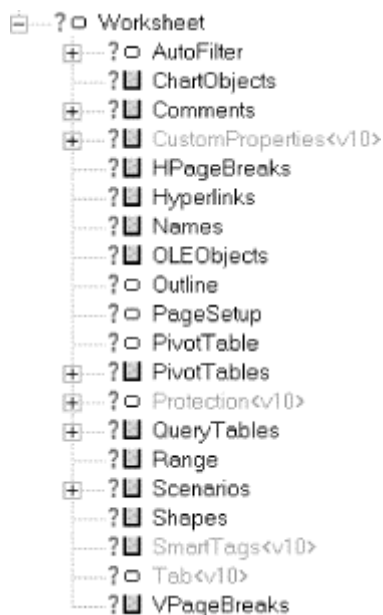 ? Worksheet
? AutoFilter
? ChartObjects
? Comments
? CustomProperties<v10>
? HPageBreaks
? Hyperlinks
? Names
? OLEObjects
? Outline
? PageSetup
? PivotTable
? PivotTables
? Protection<v10>
? QueryTables
? Range
? Scenarios
? Shapes
? SmartTags<v10>
? Tab<v10>
? VPageBreaks